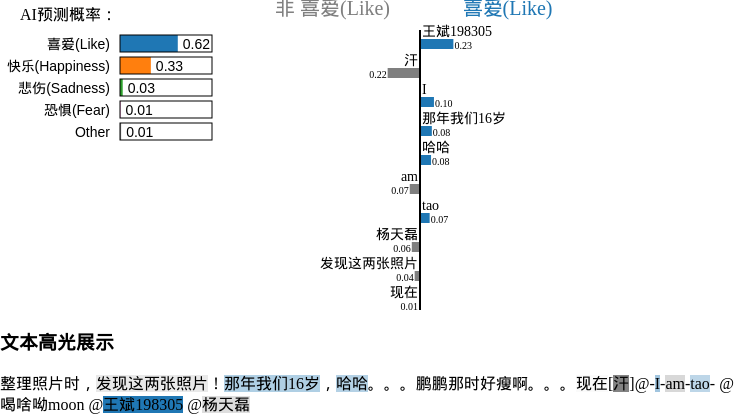 AI预测概率：
喜爱(Like) 0.62
快乐(Happiness) 0.33
悲伤(Sadness) 0.03
恐惧(Fear) 0.01
Other 0.01
非 喜爱(Like) 喜爱(Like)
王斌198305
0.23
汗
0.22
I
0.10
那年我们16岁
0.08
哈哈
0.08
am
0.07
tao
0.07
杨天磊
0.06
发现这两张照片
0.04
现在
0.01
文本高光展示
整理照片时，发现这两张照片！那年我们16岁，哈哈。。。鹏鹏那时好瘦啊。。。现在[汗]@-I-am-tao- @
喝啥呦moon @王斌198305 @杨天磊